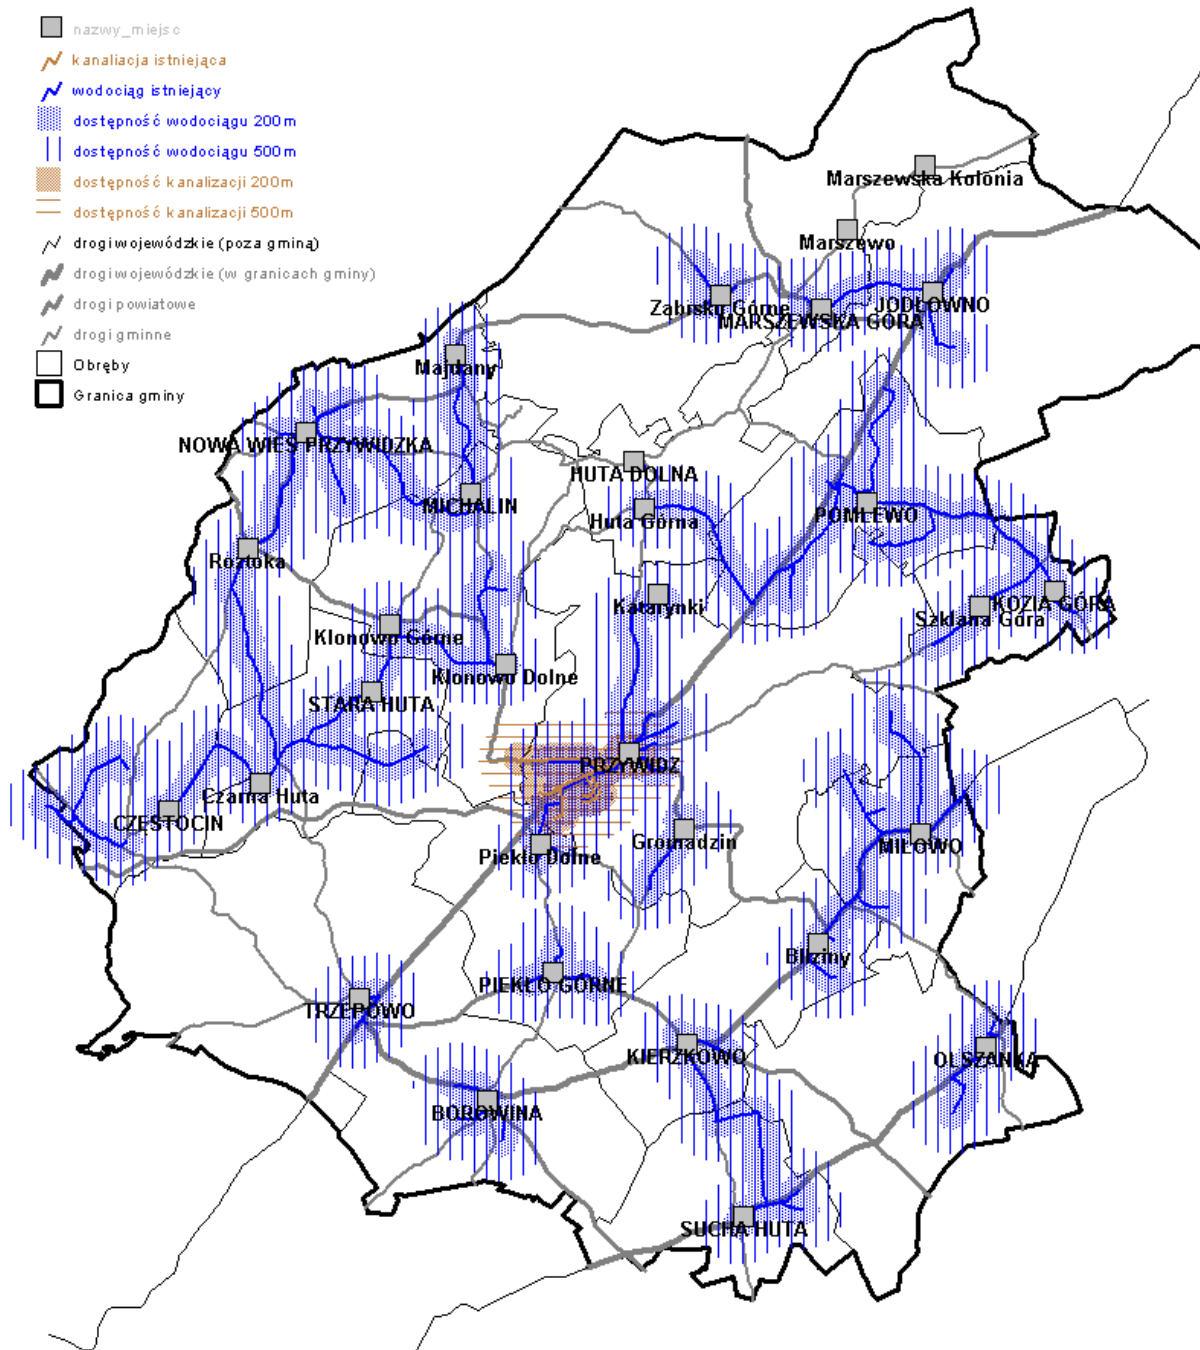 nazwy_miejsc
kanaliacja istniejąca
wodociąg istniejący
dostępność wodociągu 200m
dostępność wodociągu 500m
dostępność kanalizacji 200m
dostępność kanalizacji 500m
drogi wojewódzkie (poza gminą)
drogi wojewódzkie (w granicach gminy)
drogi powiatowe
drogi gminne
Obręby
Granica gminy
Marszewska Kolonia
Marszewo
Zabrsko Górne
JODŁOWNO
MARSZEWSKA GÓRA
Majdany
NOWA WIEŚ PRZYWIDZKA
HUTA DOLNA
MICHALIN
Huta Górna
POMLEWO
Roztoka
Katarynki
KOZIA GÓRA
Szklana Góra
Klonowo Górne
Klonowo Dolne
STARA HUTA
PRZYWIDZ
Czarna Huta
CZĘSTOCIN
Gromadzin
MIŁOWO
Piekło Dolne
Bliziny
PIEKŁO GÓRNE
TRZEPOWO
KIERZKOWO
OLSZANKA
BOROWINA
SUCHA HUTA